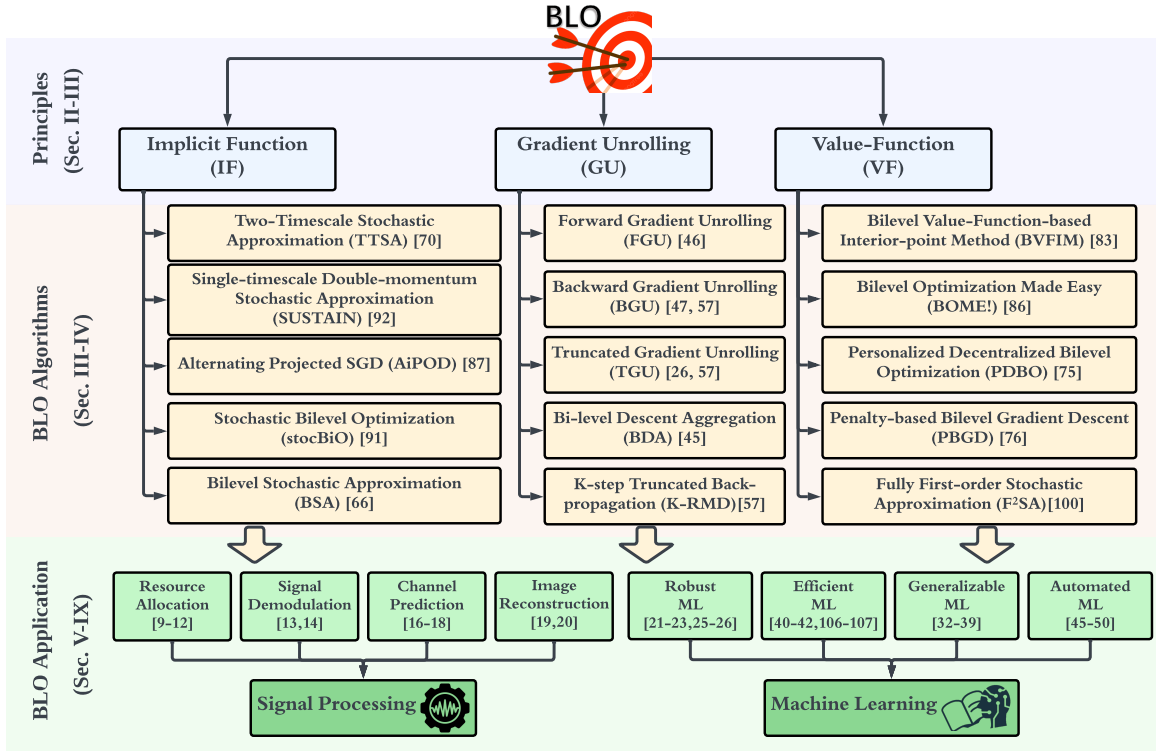 BLO
Principles
(Sec. II-III)
Implicit Function
(IF)
Gradient Unrolling
(GU)
Value-Function
(VF)
BLO Algorithms
(Sec. III-IV)
Two-Timescale Stochastic
Approximation (TTSA) [70]
Single-timescale Double-momentum
Stochastic Approximation
(SUSTAIN) [92]
Alternating Projected SGD (AiPOD) [87]
Stochastic Bilevel Optimization
(stocBiO) [91]
Bilevel Stochastic Approximation
(BSA) [66]
Forward Gradient Unrolling
(FGU) [46]
Backward Gradient Unrolling
(BGU) [47, 57]
Truncated Gradient Unrolling
(TGU) [26, 57]
Bi-level Descent Aggregation
(BDA) [45]
K-step Truncated Back-
propagation (K-RMD)[57]
Bilevel Value-Function-based
Interior-point Method (BVFIM) [83]
Bilevel Optimization Made Easy
(BOME!) [86]
Personalized Decentralized Bilevel
Optimization (PDBO) [75]
Penalty-based Bilevel Gradient Descent
(PBGD) [76]
Fully First-order Stochastic
Approximation (F²SA)[100]
BLO Application
(Sec. V-IX)
Resource
Allocation
[9-12]
Signal
Demodulation
[13,14]
Channel
Prediction
[16-18]
Image
Reconstruction
[19,20]
Robust
ML
[21-23,25-26]
Efficient
ML
[40-42,106-107]
Generalizable
ML
[32-39]
Automated
ML
[45-50]
Signal Processing
Machine Learning